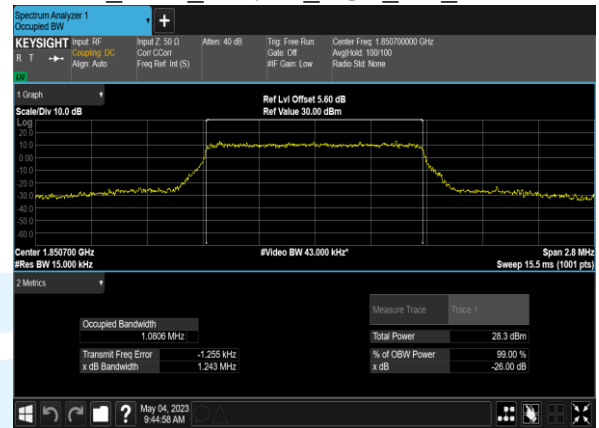 Spectrum Analyzer 1
Occupied BW
KEYSIGHT
R T
LV
Input: RF
Coupling: DC
Align: Auto
Input Z: 50 Ω
Corr CCorr
Freq Ref: Int (S)
Atten: 40 dB
Trig: Free Run
Gate: Off
#IF Gain: Low
Center Freq: 1.850700000 GHz
Avg|Hold: 100/100
Radio Std: None
1 Graph
Scale/Div 10.0 dB
Ref Lvl Offset 5.60 dB
Ref Value 30.00 dBm
Log
20.0
10.0
0.00
-10.0
-20.0
-30.0
-40.0
-50.0
-60.0
Center 1.850700 GHz
#Res BW 15.000 kHz
#Video BW 43.000 kHz*
Span 2.8 MHz
Sweep 15.5 ms (1001 pts)
2 Metrics
Occupied Bandwidth
1.0806 MHz
Transmit Freq Error -1.255 kHz
x dB Bandwidth 1.243 MHz
Measure Trace Trace 1
Total Power 28.3 dBm
% of OBW Power 99.00 %
x dB -26.00 dB
May 04, 2023
9:44:58 AM